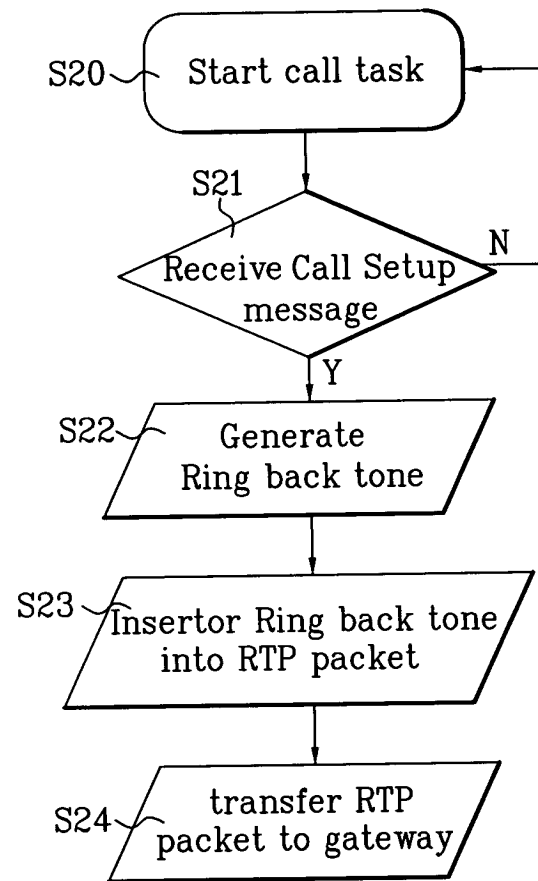 S20
Start call task
S21
Receive Call Setup
message
N
Y
S22
Generate
Ring back tone
S23
Insertor Ring back tone
into RTP packet
S24
transfer RTP
packet to gateway